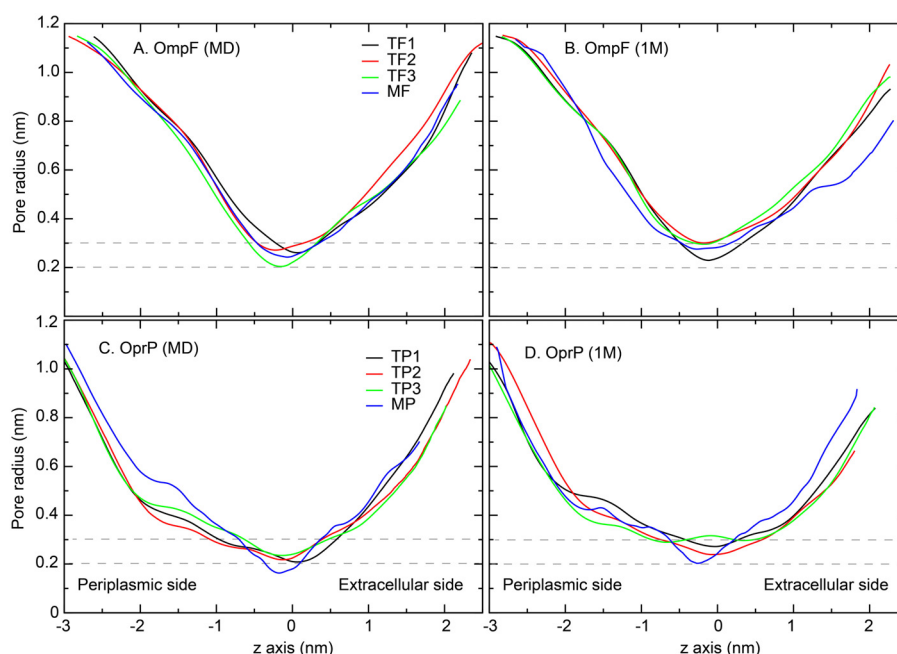 1.2
1.0
0.8
0.6
0.4
0.2
Pore radius (nm)
A. OmpF (MD)
TF1
TF2
TF3
MF
B. OmpF (1M)
1.2
1.0
0.8
0.6
0.4
0.2
0
Pore radius (nm)
C. OprP (MD)
TP1
TP2
TP3
MP
D. OprP (1M)
Periplasmic side
Extracellular side
Periplasmic side
Extracellular side
-3 -2 -1 0 1 2 -3 -2 -1 0 1 2
z axis (nm)
z axis (nm)